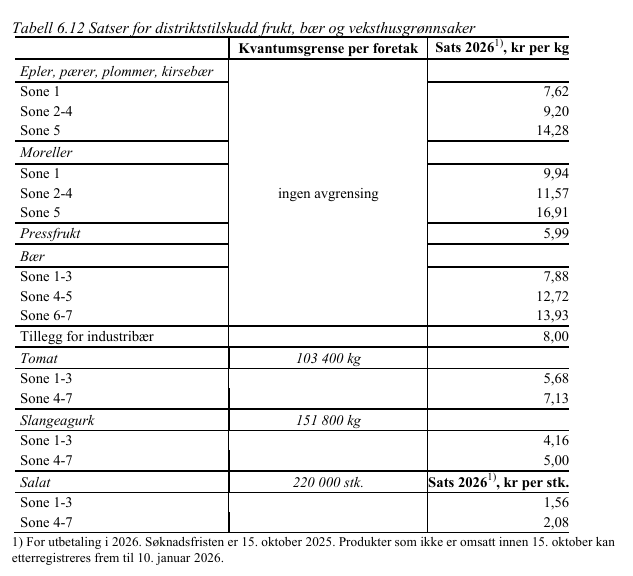 Tabell 6.12 Satser for distriktstilskudd frukt, bær og veksthusgrønnsaker
Kvantumsgrense per foretak Sats 2026 1), kr per kg
Epler, pærer, plommer, kirsebær
Sone 1 7,62
Sone 2-4 9,20
Sone 5 14,28
Moreller
Sone 1 9,94
Sone 2-4 ingen avgrensing 11,57
Sone 5 16,91
Pressfrukt 5,99
Bær
Sone 1-3 7,88
Sone 4-5 12,72
Sone 6-7 13,93
Tillegg for industribær 8,00
Tomat 103 400 kg
Sone 1-3 5,68
Sone 4-7 7,13
Slangeagurk 151 800 kg
Sone 1-3 4,16
Sone 4-7 5,00
Salat 220 000 stk. Sats 2026 1), kr per stk.
Sone 1-3 1,56
Sone 4-7 2,08
1) For utbetaling i 2026. Søknadsfristen er 15. oktober 2025. Produkter som ikke er omsatt innen 15. oktober kan
etterregistreres frem til 10. januar 2026.